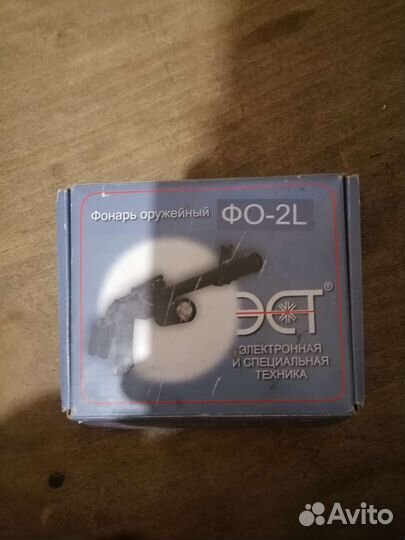 Фонарь оружейный ФО-2L
ЭСТ®
ЭЛЕКТРОННАЯ
И СПЕЦИАЛЬНАЯ
ТЕХНИКА
Avito